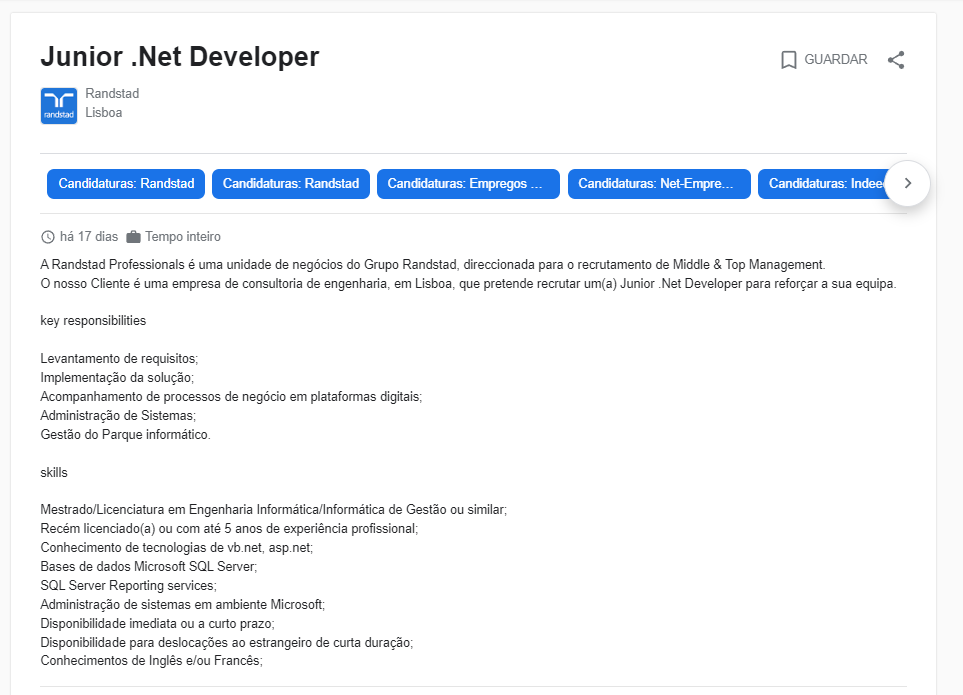 Junior .Net Developer
GUARDAR
randstad
Randstad
Lisboa
Candidaturas: Randstad
Candidaturas: Randstad
Candidaturas: Empregos ...
Candidaturas: Net-Empre...
Candidaturas: Indeed
há 17 dias Tempo inteiro
A Randstad Professionals é uma unidade de negócios do Grupo Randstad, direccionada para o recrutamento de Middle & Top Management.
O nosso Cliente é uma empresa de consultoria de engenharia, em Lisboa, que pretende recrutar um(a) Junior .Net Developer para reforçar a sua equipa.
key responsibilities
Levantamento de requisitos;
Implementação da solução;
Acompanhamento de processos de negócio em plataformas digitais;
Administração de Sistemas;
Gestão do Parque informático.
skills
Mestrado/Licenciatura em Engenharia Informática/Informática de Gestão ou similar;
Recém licenciado(a) ou com até 5 anos de experiência profissional;
Conhecimento de tecnologias de vb.net, asp.net;
Bases de dados Microsoft SQL Server;
SQL Server Reporting services;
Administração de sistemas em ambiente Microsoft;
Disponibilidade imediata ou a curto prazo;
Disponibilidade para deslocações ao estrangeiro de curta duração;
Conhecimentos de Inglês e/ou Francês;